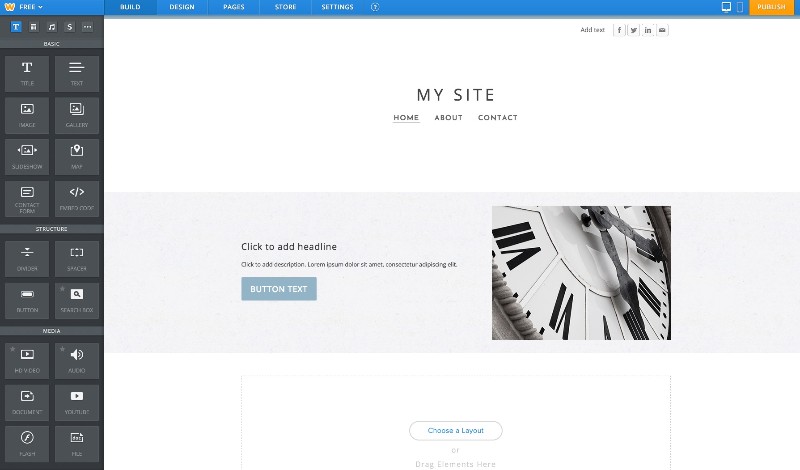 FREE BUILD DESIGN PAGES STORE SETTINGS ? PUBLISH
T S
BASIC
TITLE TEXT
IMAGE GALLERY
SLIDESHOW MAP
CONTACT FORM EMBED CODE
STRUCTURE
DIVIDER SPACER
BUTTON SEARCH BOX
MEDIA
HD VIDEO AUDIO
DOCUMENT YOUTUBE
FLASH FILE
Add text
MY SITE
HOME ABOUT CONTACT
Click to add headline
Click to add description. Lorem ipsum dolor sit amet, consectetur adipiscing elit.
BUTTON TEXT
Choose a Layout
or
Drag Elements Here